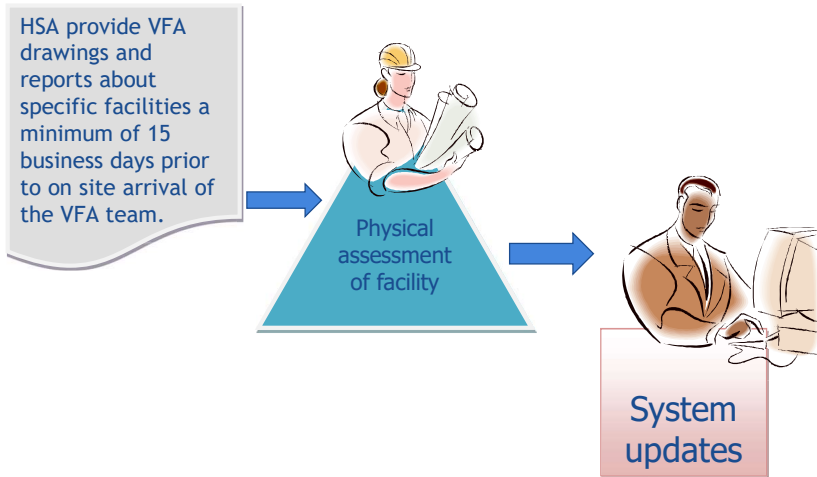 HSA provide VFA
drawings and
reports about
specific facilities a
minimum of 15
business days prior
to on site arrival of
the VFA team.
Physical
assessment
of facility
System
updates